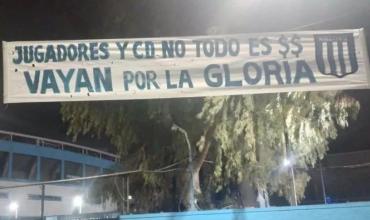 JUGADORES Y CD NO TODO ES $$
VAYAN POR LA GLORIA